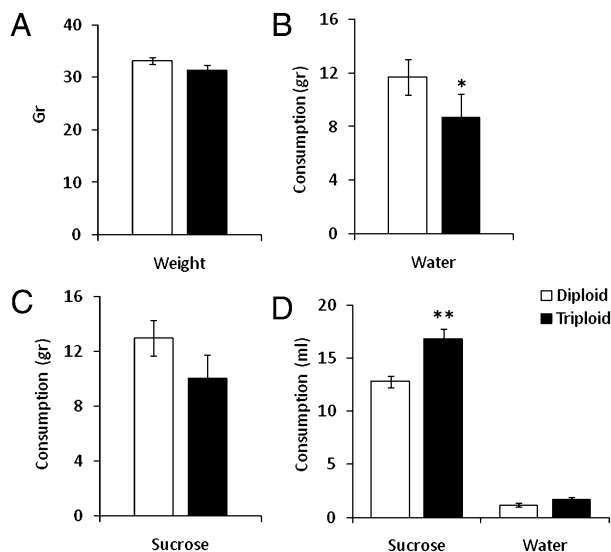 A
40
30
20
10
0
Gr
Weight
B
16
12
8
4
0
Consumption (gr)
*
Water
C
16
12
8
4
0
Consumption (gr)
Sucrose
D
20
15
10
5
0
Consumption (ml)
**
Diploid
Triploid
Sucrose Water